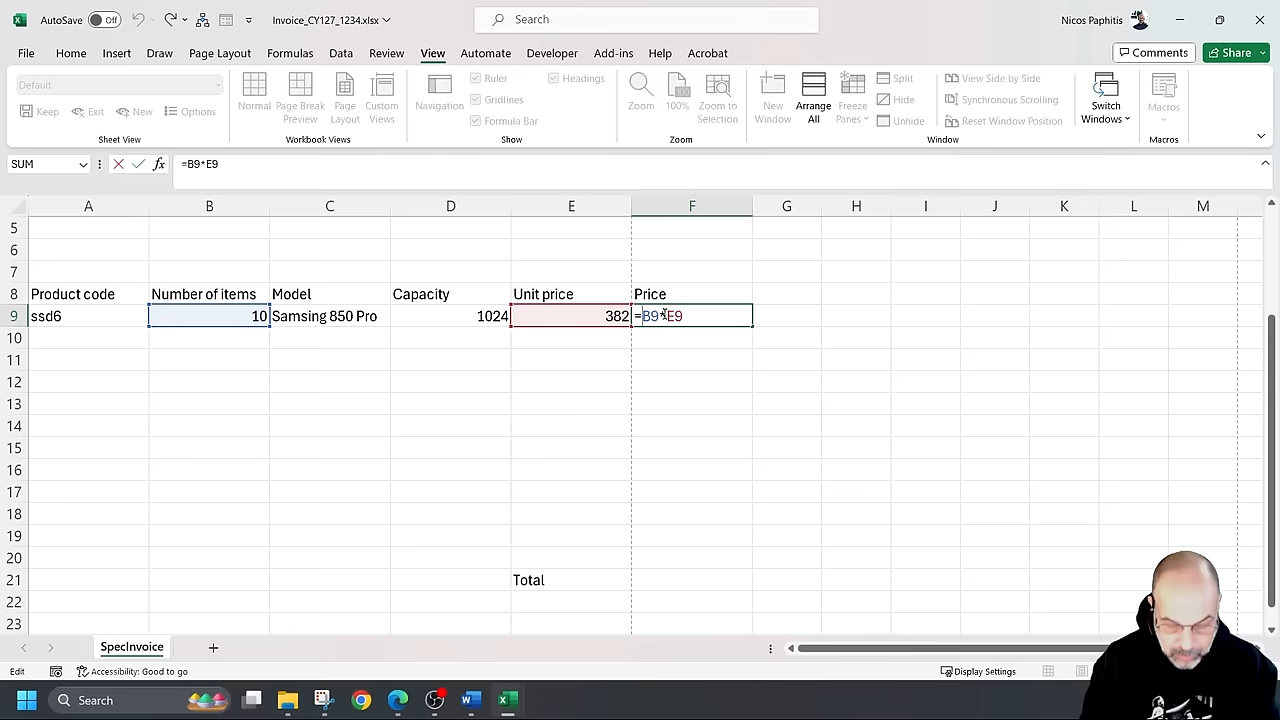 AutoSave Off Invoice_CY127_1234.xlsx Search Nicos Paphitis
File Home Insert Draw Page Layout Formulas Data Review View Automate Developer Add-ins Help Acrobat Comments Share
Default
Keep Exit New Options
Sheet View
Normal Page Break Preview Page Layout Custom Views
Workbook Views
Navigation Ruler Gridlines Formula Bar Headings
Show
Zoom 100% Zoom to Selection
Zoom
New Window Arrange All Freeze Panes Split Hide Unhide View Side by Side Synchronous Scrolling Reset Window Position Switch Windows
Window
Macros
Macros
SUM fx =B9*E9
A B C D E F G H I J K L M
5
6
7
8 Product code Number of items Model Capacity Unit price Price
9 ssd6 10 Samsing 850 Pro 1024 382 =B9*E9
10
11
12
13
14
15
16
17
18
19
20
21 Total
22
23
SpecInvoice
Edit Accessibility: Good to go Display Settings
Search